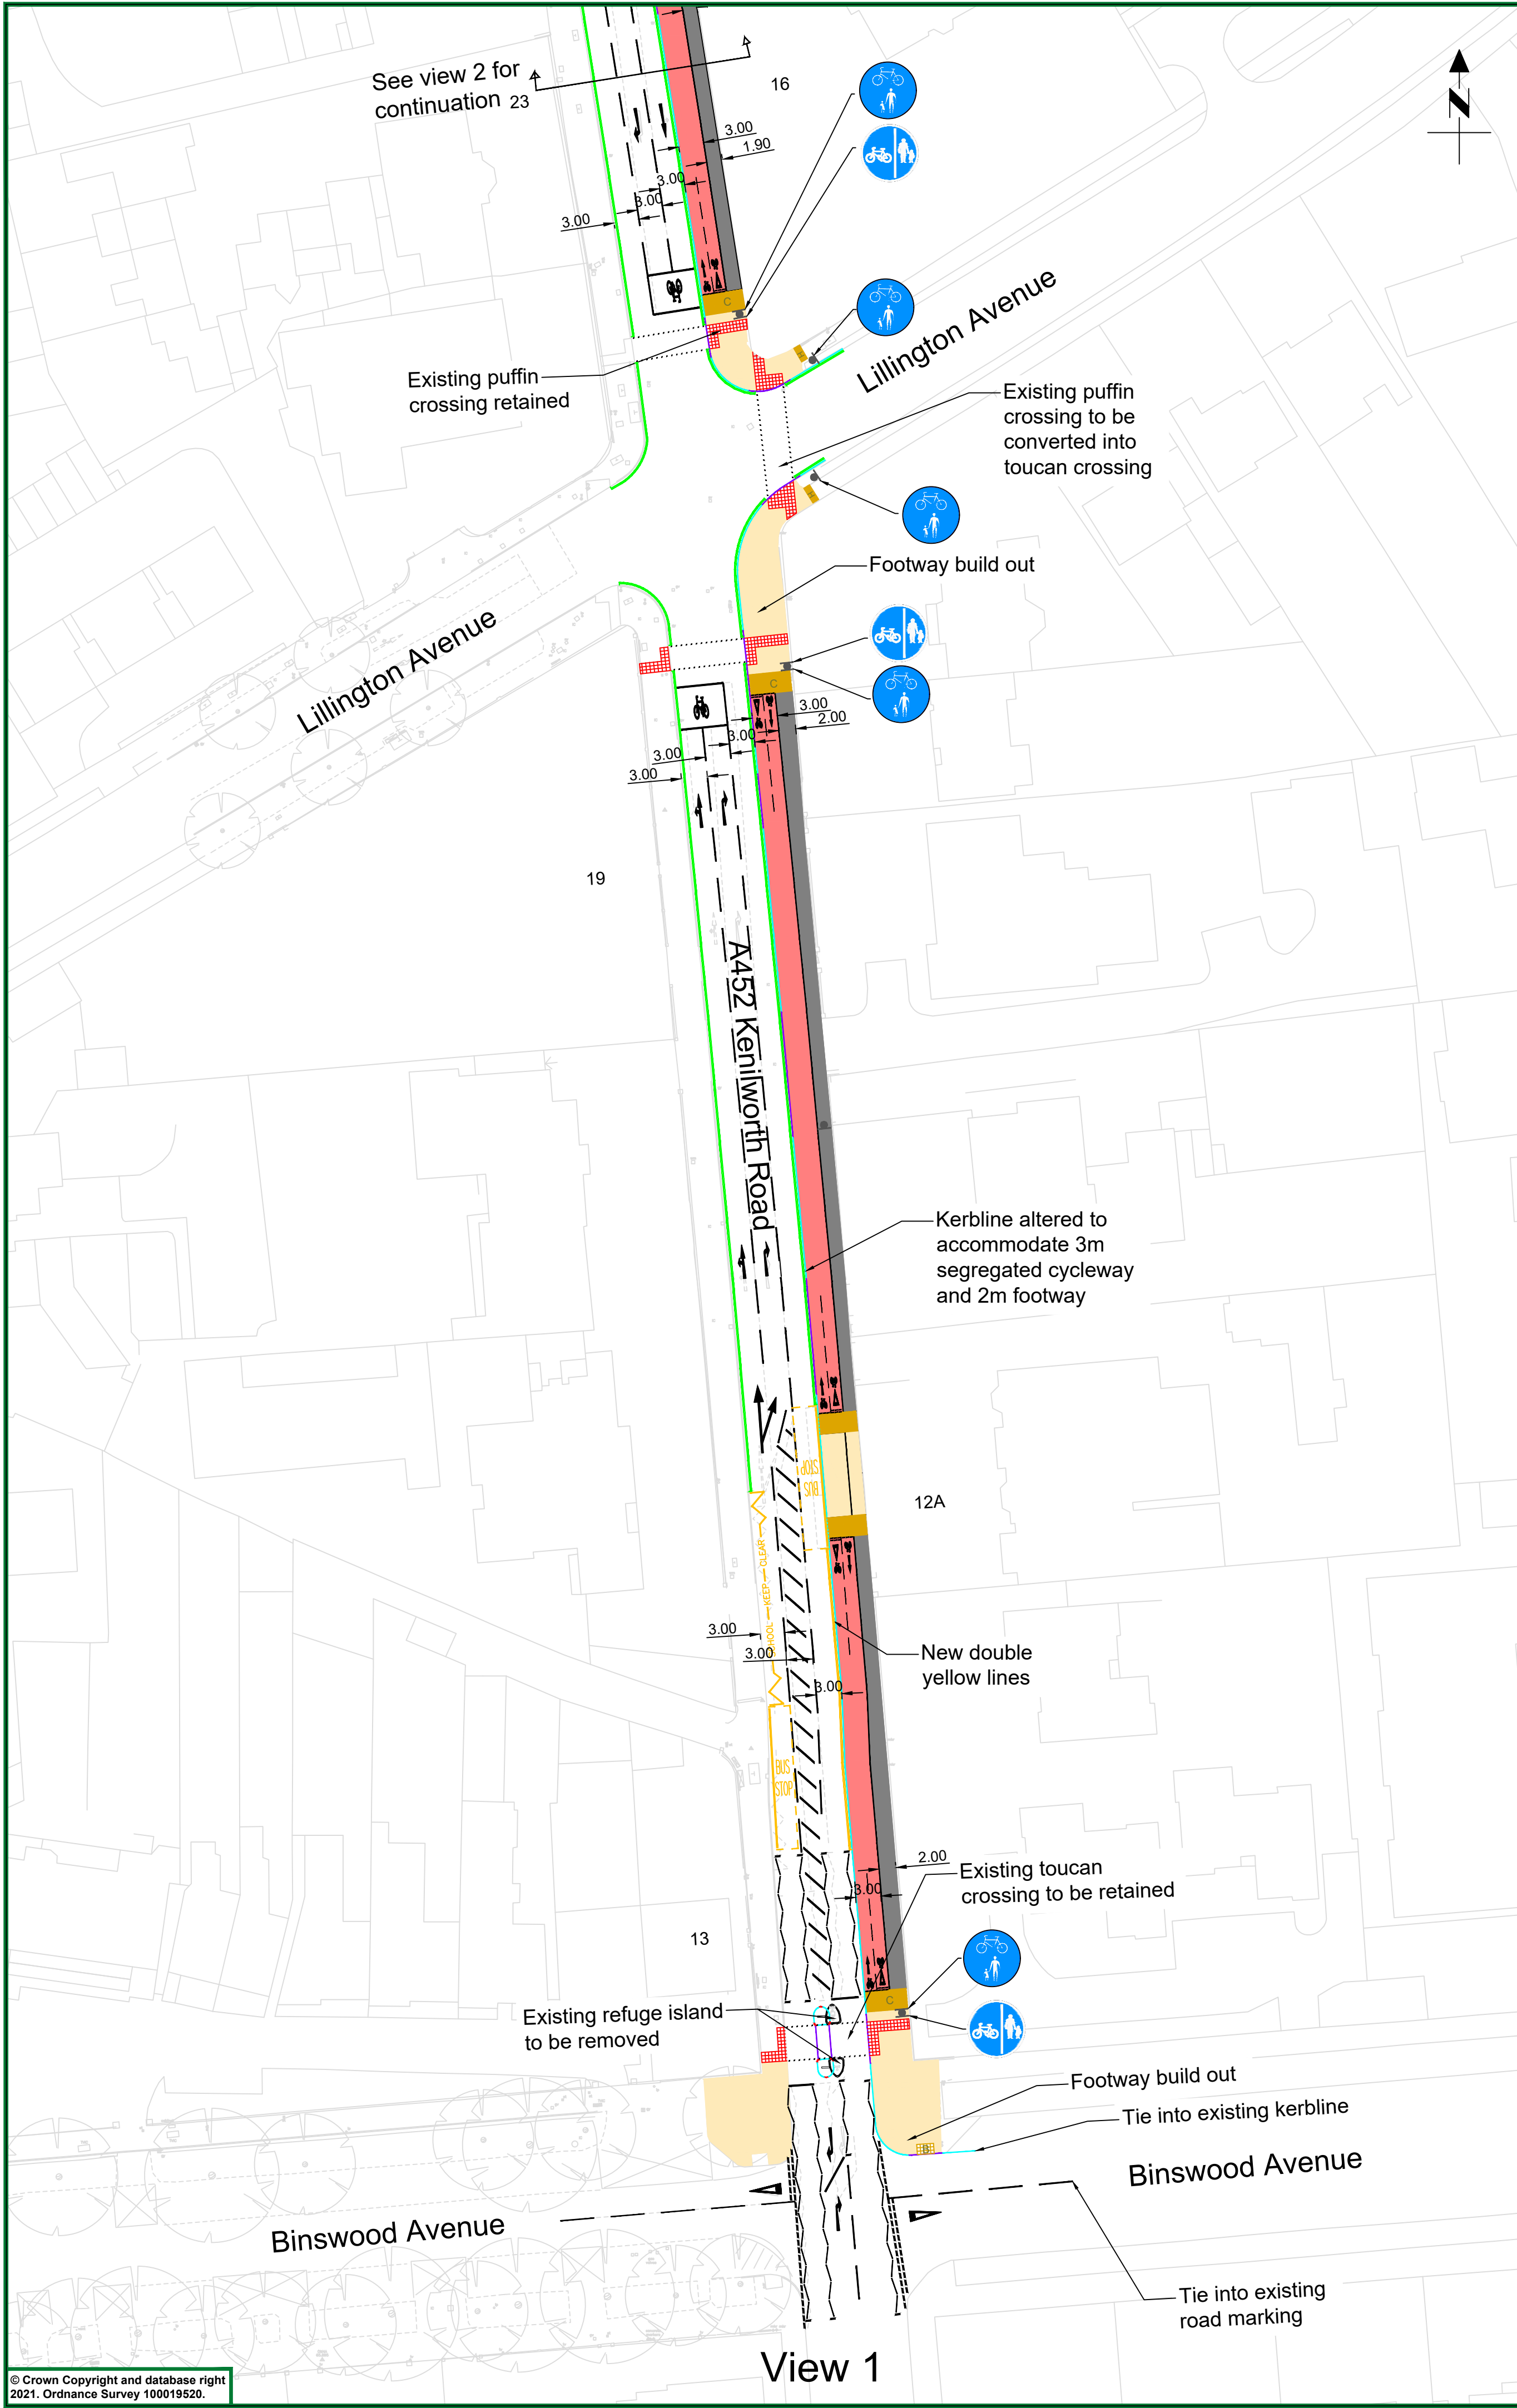 See view 2 for
continuation
23
16
N
3.00
1.90
3.00
3.00
3.00
C
Lillington Avenue
Existing puffin
crossing retained
Existing puffin
crossing to be
converted into
toucan crossing
Footway build out
Lillington Avenue
C
3.00
2.00
3.00
3.00
3.00
19
A452 Kenilworth Road
Kerbline altered to
accommodate 3m
segregated cycleway
and 2m footway
BUS
STOP
12A
SCHOOL KEEP CLEAR
3.00
3.00
3.00
New double
yellow lines
BUS
STOP
2.00
3.00
Existing toucan
crossing to be retained
13
C
Existing refuge island
to be removed
Footway build out
Tie into existing kerbline
B
Binswood Avenue
Binswood Avenue
Tie into existing
road marking
View 1
© Crown Copyright and database right
2021. Ordnance Survey 100019520.